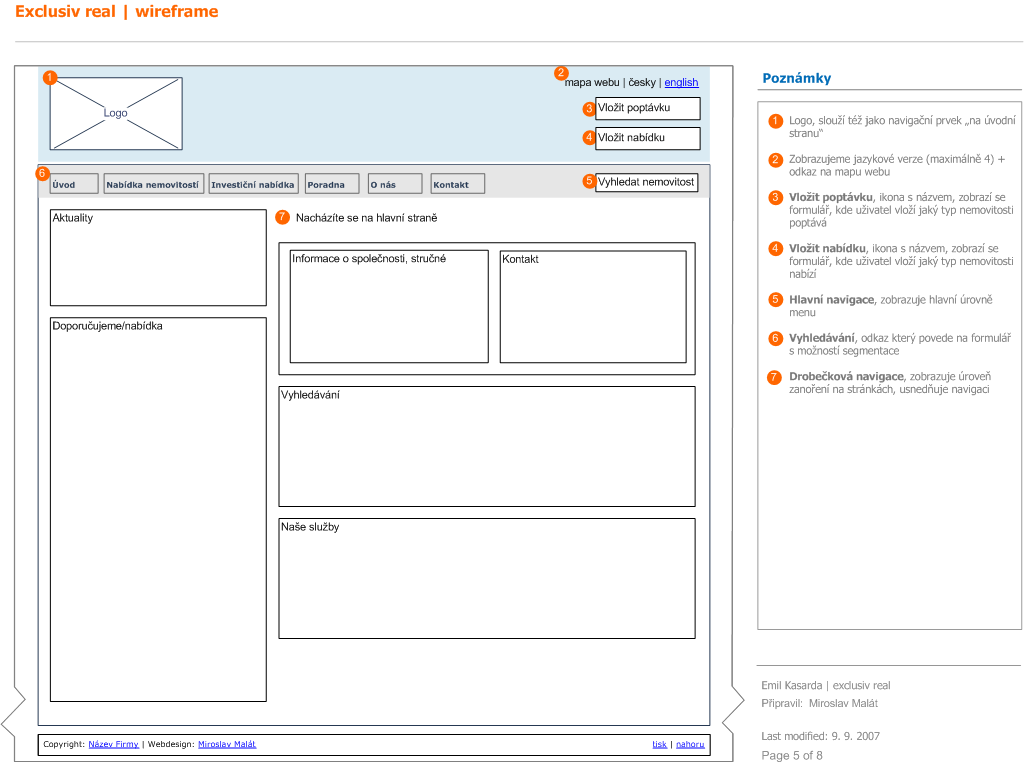 Exclusiv real | wireframe
1
Logo
2
mapa webu | česky | english
3 Vložit poptávku
4 Vložit nabídku
6
Úvod
Nabídka nemovitostí
Investiční nabídka
Poradna
O nás
Kontakt
5 Vyhledat nemovitost
Aktuality
7 Nacházíte se na hlavní straně
Informace o společnosti, stručné
Kontakt
Doporučujeme/nabídka
Vyhledávání
Naše služby
Copyright: Název Firmy | Webdesign: Miroslav Malát
tisk | nahoru
Poznámky
1 Logo, slouží též jako navigační prvek „na úvodní
stranu“
2 Zobrazujeme jazykové verze (maximálně 4) +
odkaz na mapu webu
3 Vložit poptávku, ikona s názvem, zobrazí se
formulář, kde uživatel vloží jaký typ nemovitosti
poptává
4 Vložit nabídku, ikona s názvem, zobrazí se
formulář, kde uživatel vloží jaký typ nemovitosti
nabízí
5 Hlavní navigace, zobrazuje hlavní úrovně
menu
6 Vyhledávání, odkaz který povede na formulář
s možností segmentace
7 Drobečková navigace, zobrazuje úroveň
zanoření na stránkách, usnedňuje navigaci
Emil Kasarda | exclusiv real
Připravil: Miroslav Malát
Last modified: 9. 9. 2007
Page 5 of 8